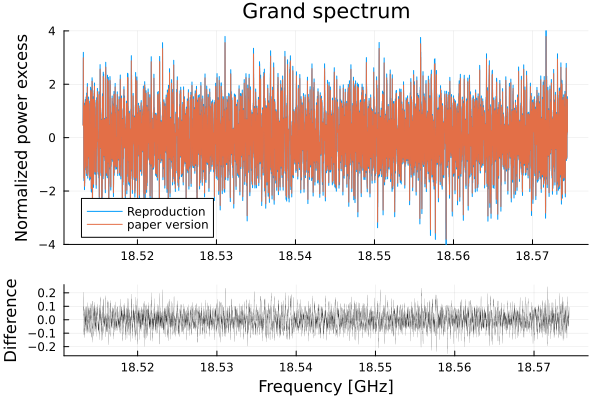 Grand spectrum
Normalized power excess
4
2
0
−2
−4
Reproduction
paper version
18.52 18.53 18.54 18.55 18.56 18.57
Difference
0.2
0.1
0.0
−0.1
−0.2
18.52 18.53 18.54 18.55 18.56 18.57
Frequency [GHz]